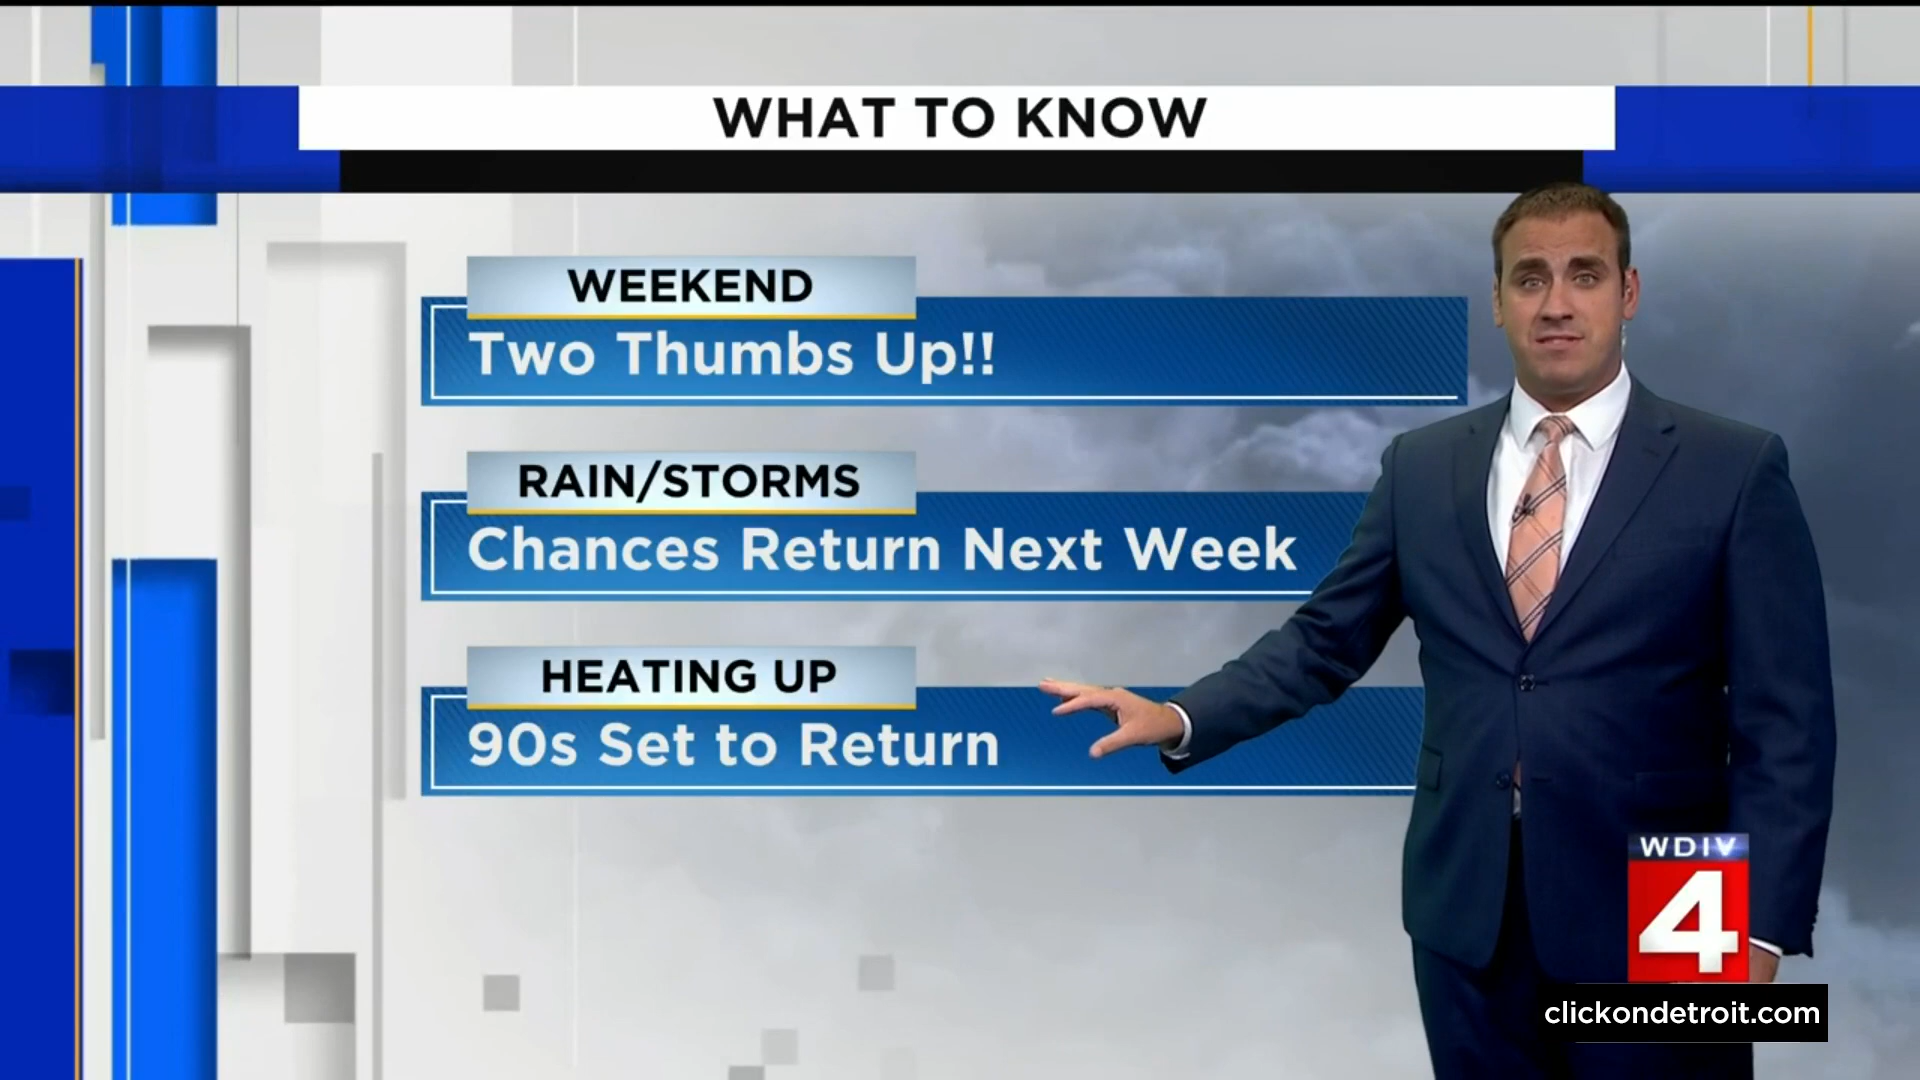 WHAT TO KNOW
WEEKEND
Two Thumbs Up!!
RAIN/STORMS
Chances Return Next Week
HEATING UP
90s Set to Return
WDIV
4
clickondetroit.com